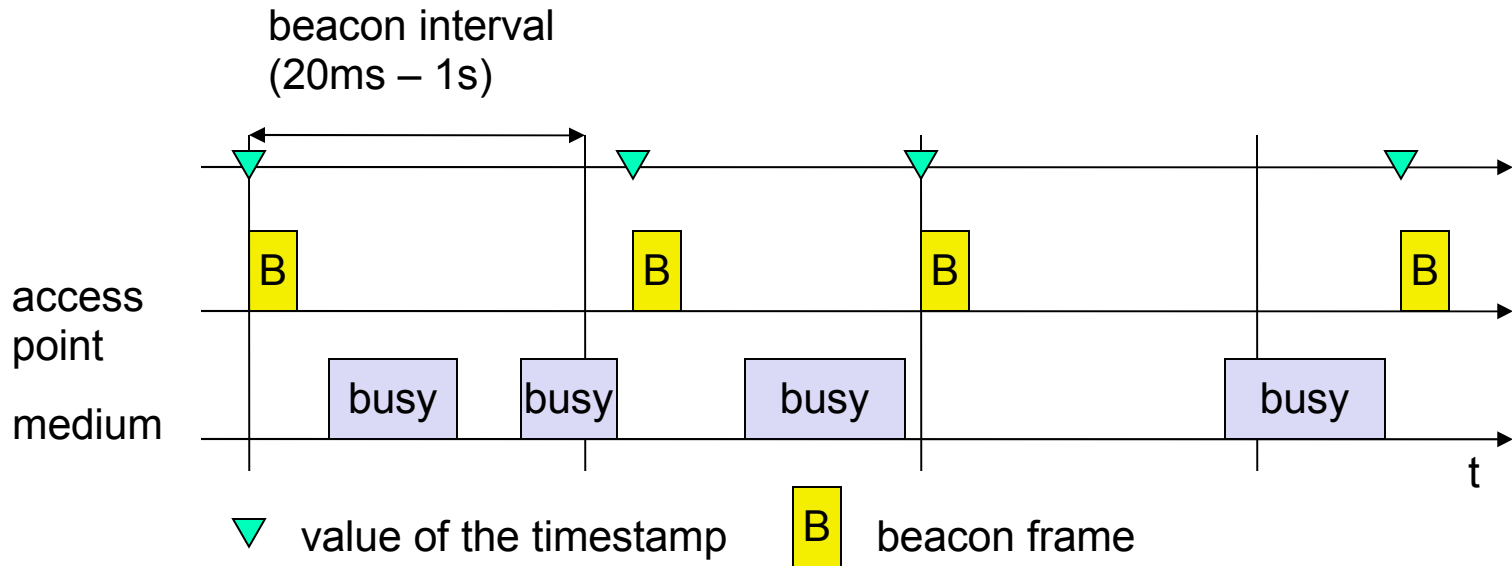 beacon interval
(20ms – 1s)
B
B
B
B
access
point
busy
busy
busy
busy
medium
t
value of the timestamp
B
beacon frame